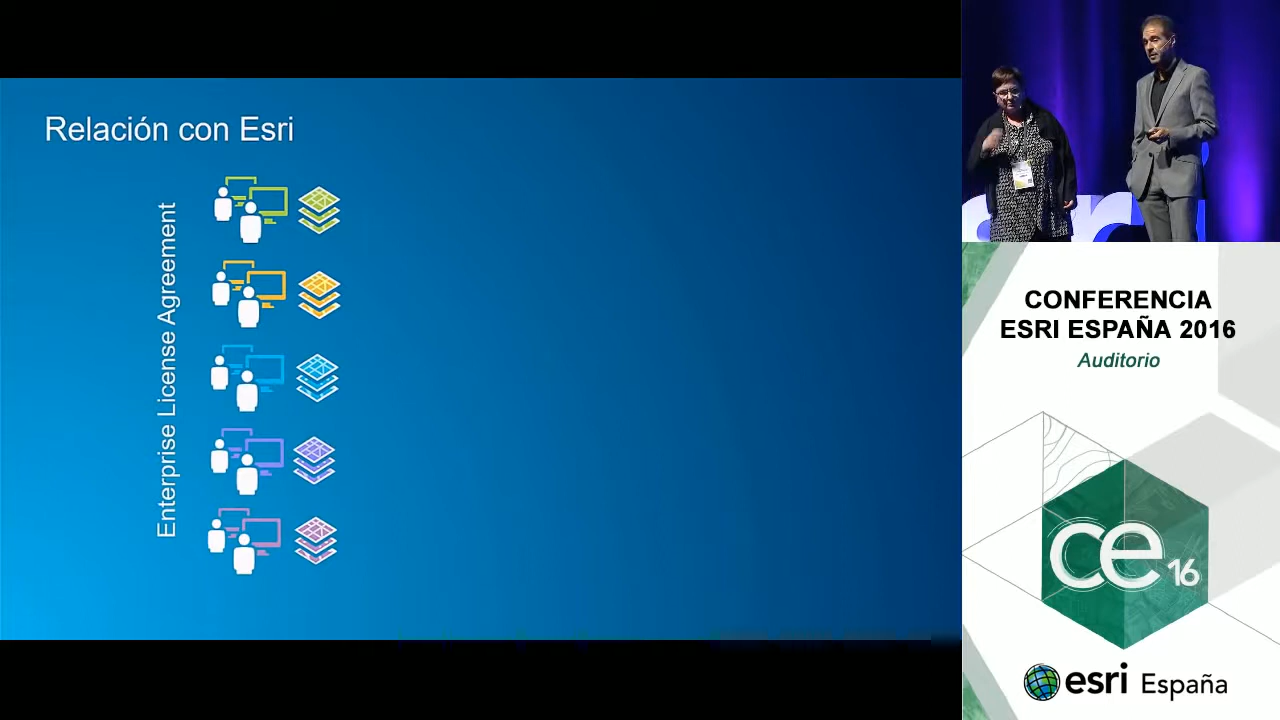 Relación con Esri
Enterprise License Agreement
CONFERENCIA
ESRI ESPAÑA 2016
Auditorio
ce16
esri España